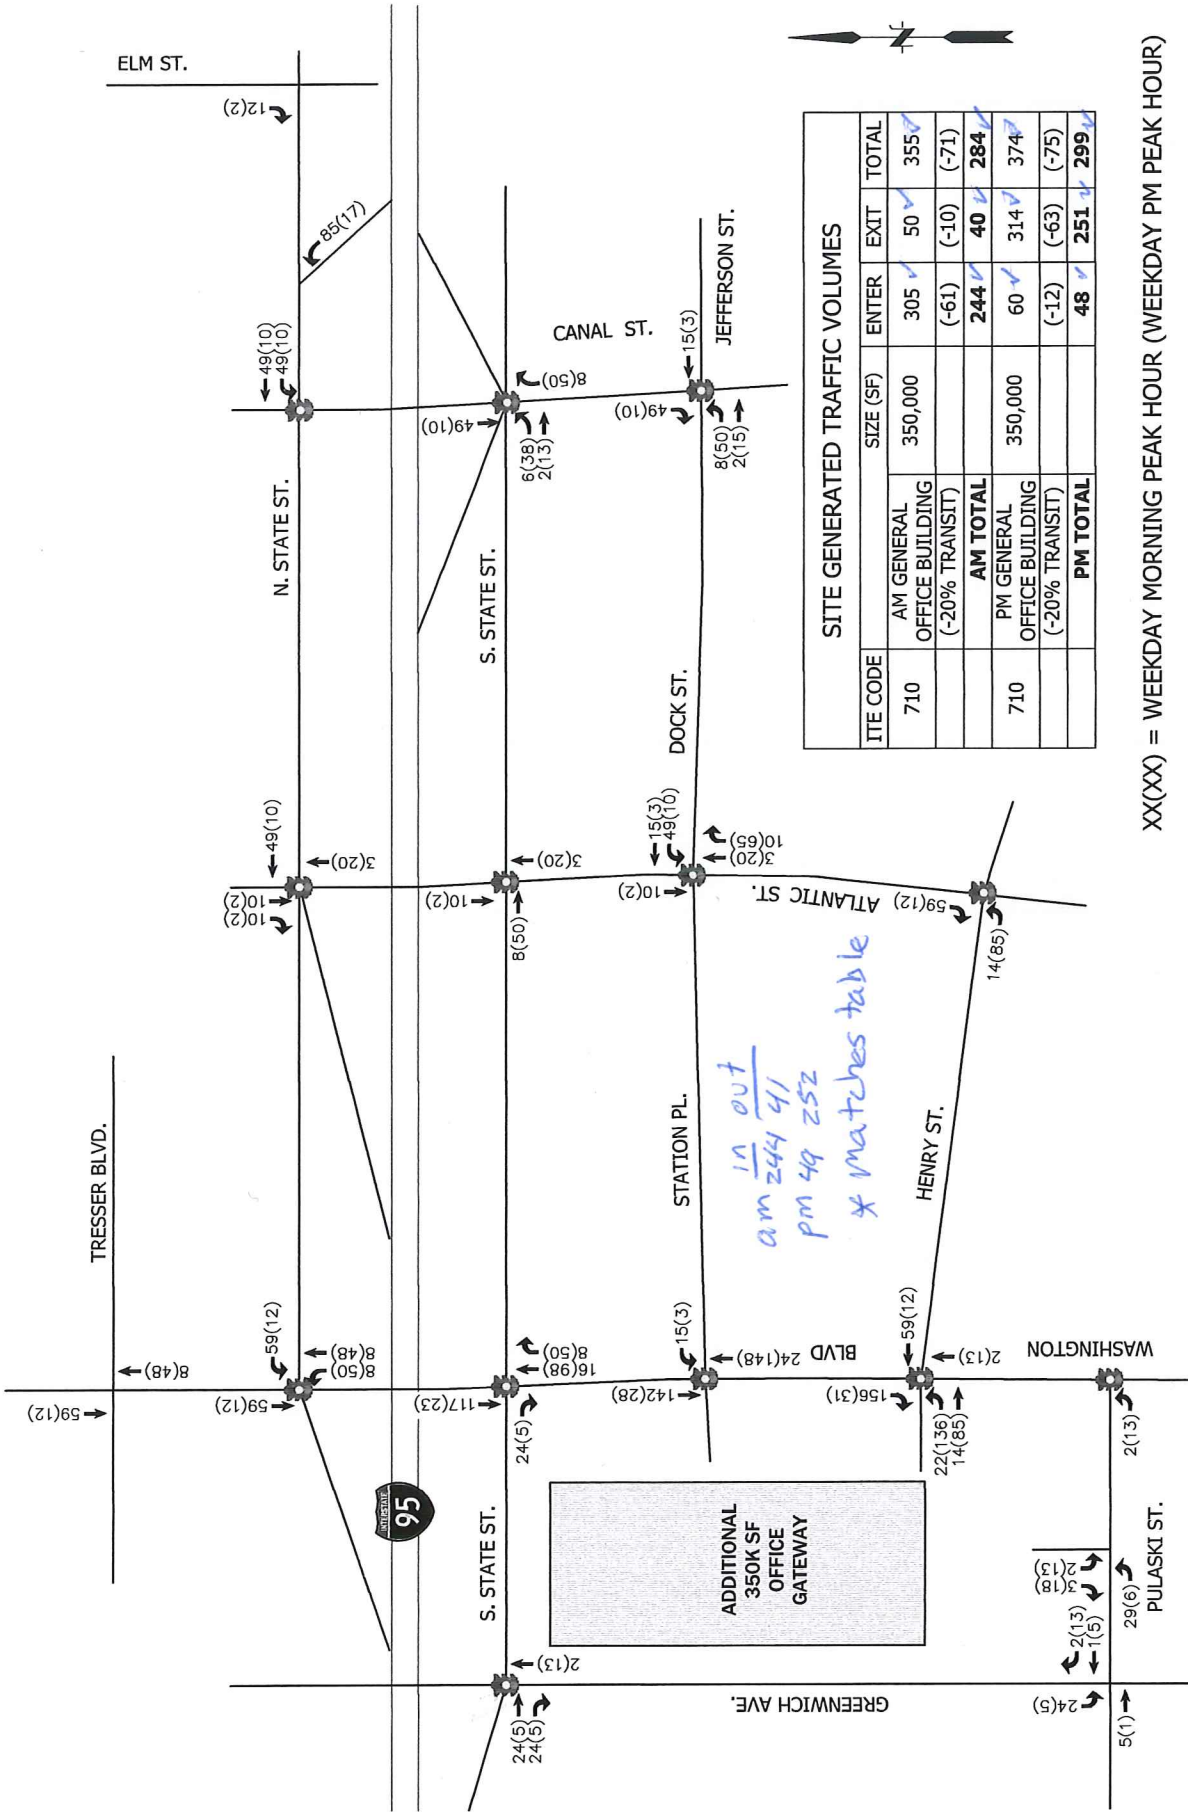 ELM ST.
12(2)
85(17)
49(10)
49(10)
N. STATE ST.
CANAL ST.
8(50)
49(10)
6(38)
2(13)
S. STATE ST.
15(3)
JEFFERSON ST.
49(10)
8(50)
2(15)
DOCK ST.
49(10)
3(20)
10(2)
10(2)
3(20)
10(2)
8(50)
15(3)
49(10)
10(65)
3(20)
10(2)
ATLANTIC ST.
59(12)
14(85)
TRESSER BLVD.
8(48)
59(12)
59(12)
8(48)
8(50)
59(12)
8(50)
16(98)
117(23)
24(5)
STATION PL.
15(3)
24(148)
142(28)
BLVD
HENRY ST.
59(12)
2(13)
156(31)
22(136)
14(85)
WASHINGTON
2(13)
INTERSTATE
95
S. STATE ST.
2(13)
24(5)
24(5)
ADDITIONAL
350K SF
OFFICE
GATEWAY
GREENWICH AVE.
2(13)
3(18)
2(13)
1(5)
29(6)
PULASKI ST.
24(5)
5(1)
in out
am 244 41
pm 49 252
* matches table
N
SITE GENERATED TRAFFIC VOLUMES
ITE CODE SIZE (SF) ENTER EXIT TOTAL
710 AM GENERAL OFFICE BUILDING 350,000 305 50 355
(-20% TRANSIT) (-61) (-10) (-71)
AM TOTAL 244 40 284
710 PM GENERAL OFFICE BUILDING 350,000 60 314 374
(-20% TRANSIT) (-12) (-63) (-75)
PM TOTAL 48 251 299
XX(XX) = WEEKDAY MORNING PEAK HOUR (WEEKDAY PM PEAK HOUR)